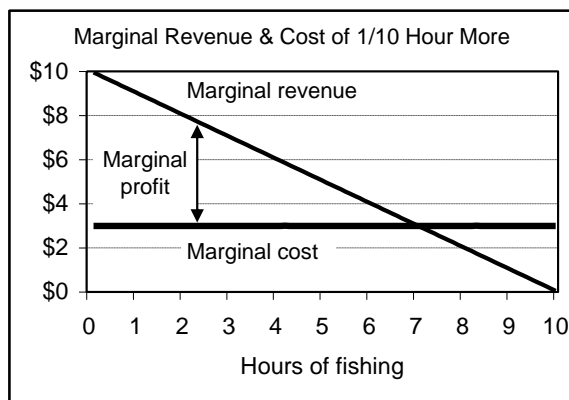 Marginal Revenue & Cost of 1/10 Hour More
$10
$8
$6
$4
$2
$0
Marginal revenue
Marginal
profit
Marginal cost
0 1 2 3 4 5 6 7 8 9 10
Hours of fishing